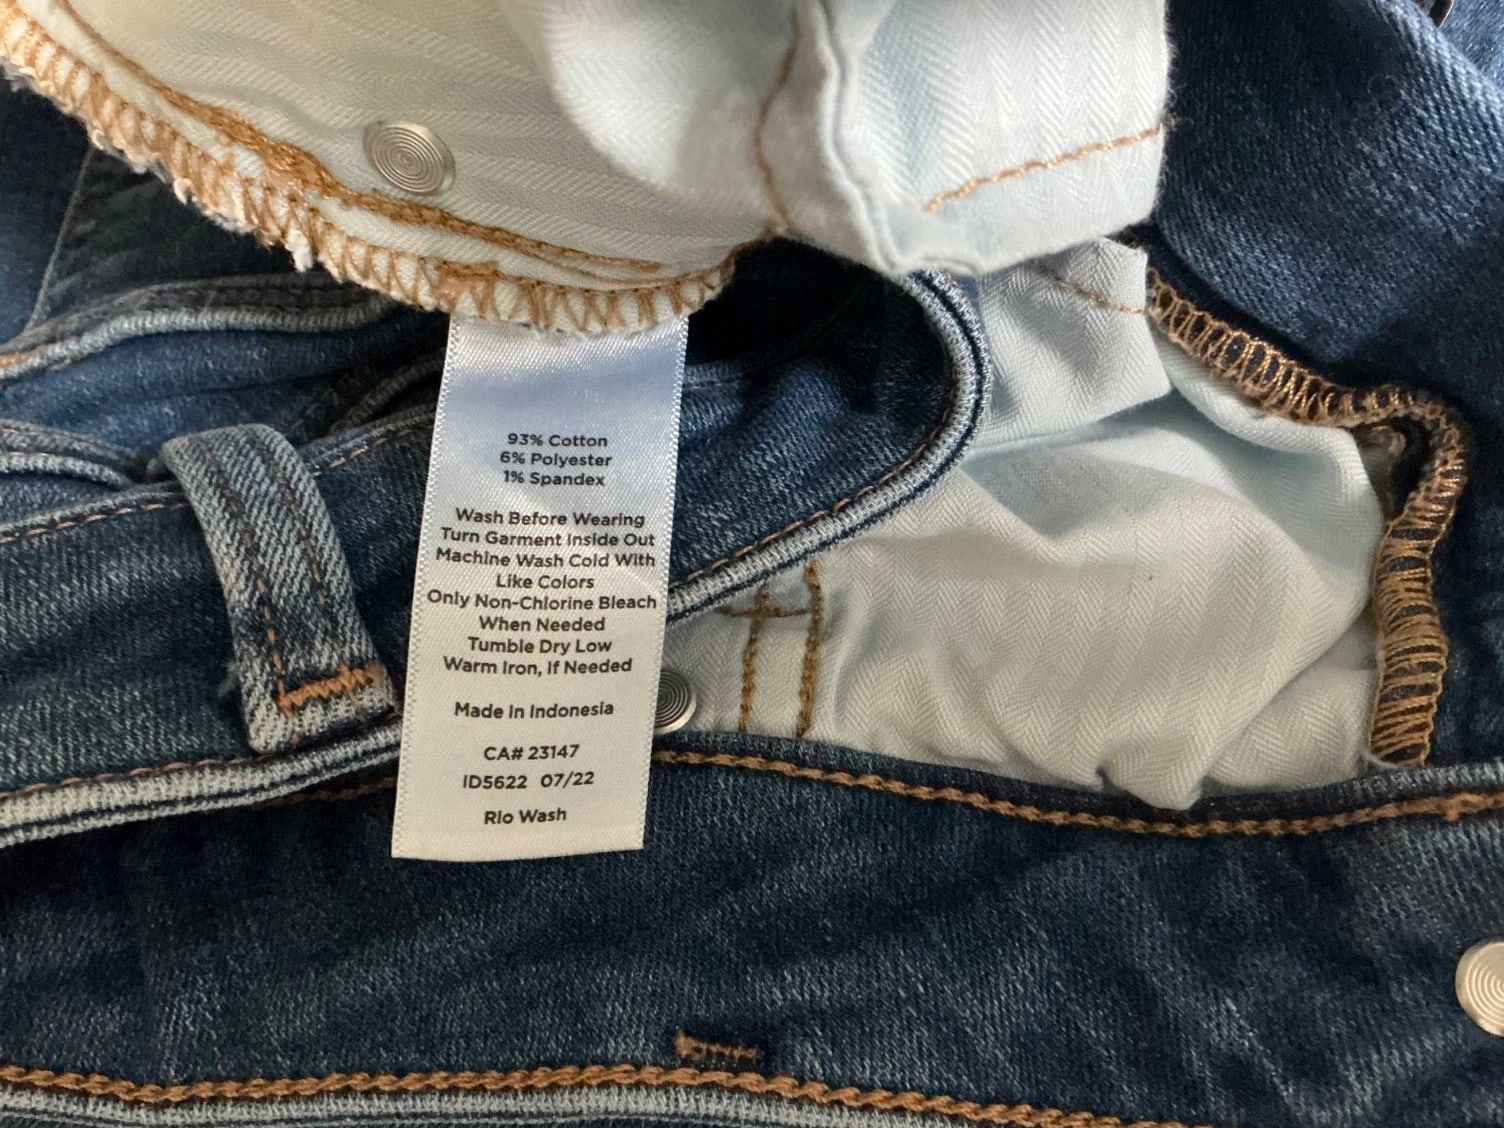 93% Cotton
6% Polyester
1% Spandex
Wash Before Wearing
Turn Garment Inside Out
Machine Wash Cold With
Like Colors
Only Non-Chlorine Bleach
When Needed
Tumble Dry Low
Warm Iron, If Needed
Made In Indonesia
CA# 23147
ID5622 07/22
Rio Wash